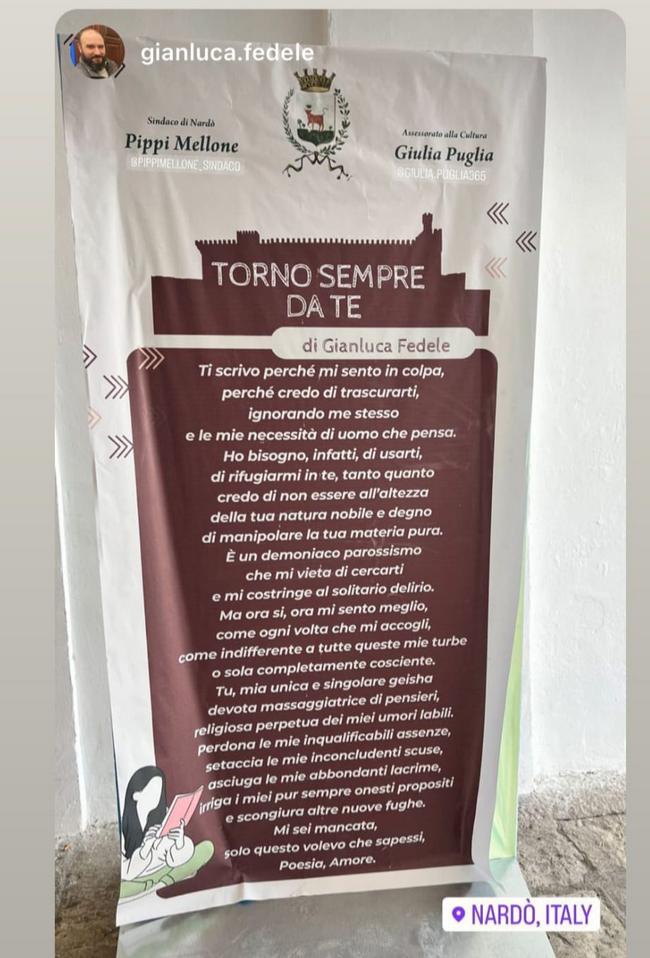 gianluca.fedele
Sindaco di Nardò
Pippi Mellone
@PIPPIMELLONE_SINDACO
Assessorato alla Cultura
Giulia Puglia
@GIULIA.PUGLIA365
TORNO SEMPRE
DA TE
di Gianluca Fedele
Ti scrivo perché mi sento in colpa,
perché credo di trascurarti,
ignorando me stesso
e le mie necessità di uomo che pensa.
Ho bisogno, infatti, di usarti,
di rifugiarmi in te, tanto quanto
credo di non essere all'altezza
della tua natura nobile e degno
di manipolare la tua materia pura.
È un demoniaco parossismo
che mi vieta di cercarti
e mi costringe al solitario delirio.
Ma ora si, ora mi sento meglio,
come ogni volta che mi accogli,
come indifferente a tutte queste mie turbe
o sola completamente cosciente.
Tu, mia unica e singolare geisha
devota massaggiatrice di pensieri,
religiosa perpetua dei miei umori labili.
perdona le mie inqualificabili assenze,
setaccia le mie inconcludenti scuse,
asciuga le mie abbondanti lacrime,
irriga i miei pur sempre onesti propositi
e scongiura altre nuove fughe.
Mi sei mancata,
solo questo volevo che sapessi,
Poesia, Amore.
NARDÒ, ITALY